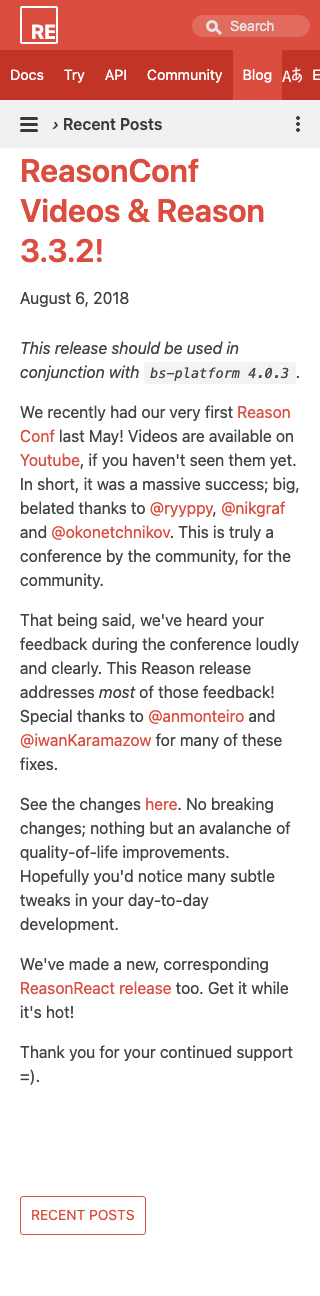 RE
Search
Docs Try API Community Blog Aあ E
› Recent Posts
ReasonConf
Videos & Reason
3.3.2!
August 6, 2018
This release should be used in
conjunction with bs-platform 4.0.3.
We recently had our very first Reason
Conf last May! Videos are available on
Youtube, if you haven't seen them yet.
In short, it was a massive success; big,
belated thanks to @ryyppy, @nikgraf
and @okonetchnikov. This is truly a
conference by the community, for the
community.
That being said, we've heard your
feedback during the conference loudly
and clearly. This Reason release
addresses most of those feedback!
Special thanks to @anmonteiro and
@iwanKaramazow for many of these
fixes.
See the changes here. No breaking
changes; nothing but an avalanche of
quality-of-life improvements.
Hopefully you'd notice many subtle
tweaks in your day-to-day
development.
We've made a new, corresponding
ReasonReact release too. Get it while
it's hot!
Thank you for your continued support
=).
RECENT POSTS